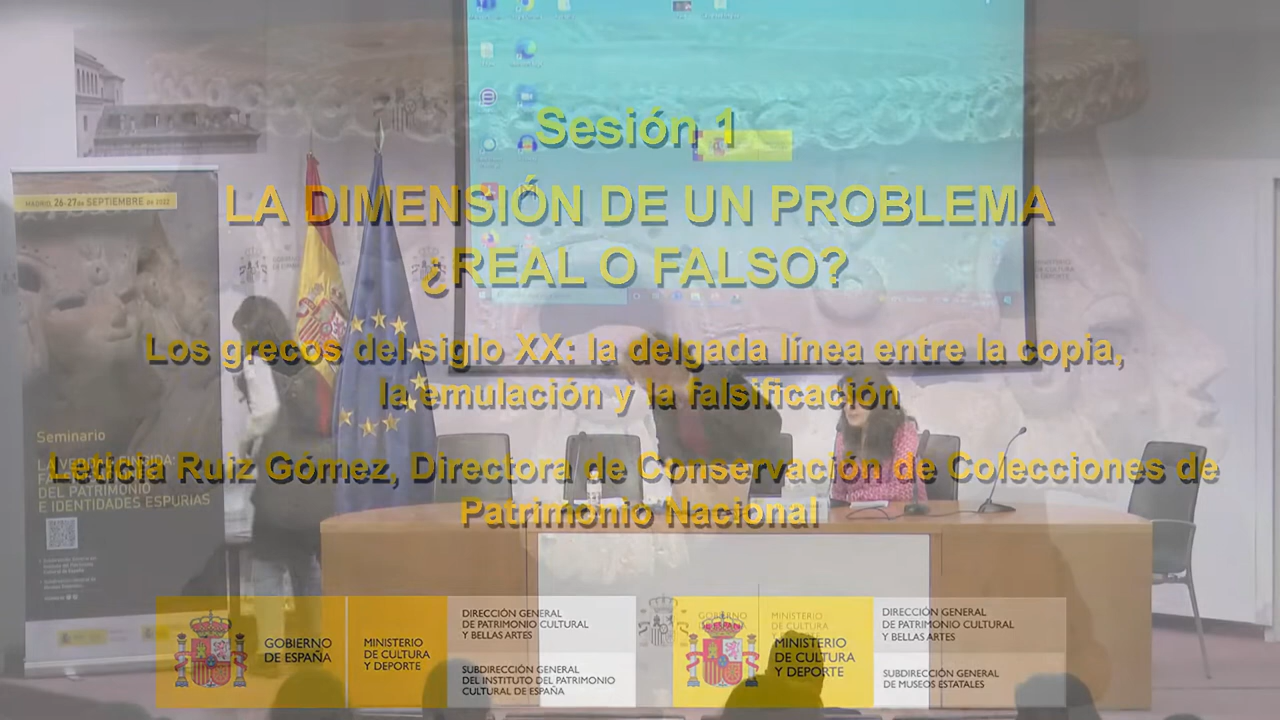 Sesión 1
LA DIMENSIÓN DE UN PROBLEMA
¿REAL O FALSO?
Los grecos del siglo XX: la delgada línea entre la copia,
la emulación y la falsificación
Leticia Ruiz Gómez, Directora de Conservación de Colecciones de
Patrimonio Nacional
MADRID, 26-27 de SEPTIEMBRE de 2022
Seminario
LA VERDAD FINGIDA:
DEL PATRIMONIO
E IDENTIDADES ESPURIAS
GOBIERNO
DE ESPAÑA
MINISTERIO
DE CULTURA
Y DEPORTE
DIRECCIÓN GENERAL
DE PATRIMONIO CULTURAL
Y BELLAS ARTES
SUBDIRECCIÓN GENERAL
DEL INSTITUTO DEL PATRIMONIO
CULTURAL DE ESPAÑA
GOBIERNO
DE ESPAÑA
MINISTERIO
DE CULTURA
Y DEPORTE
DIRECCIÓN GENERAL
DE PATRIMONIO CULTURAL
Y BELLAS ARTES
SUBDIRECCIÓN GENERAL
DE MUSEOS ESTATALES